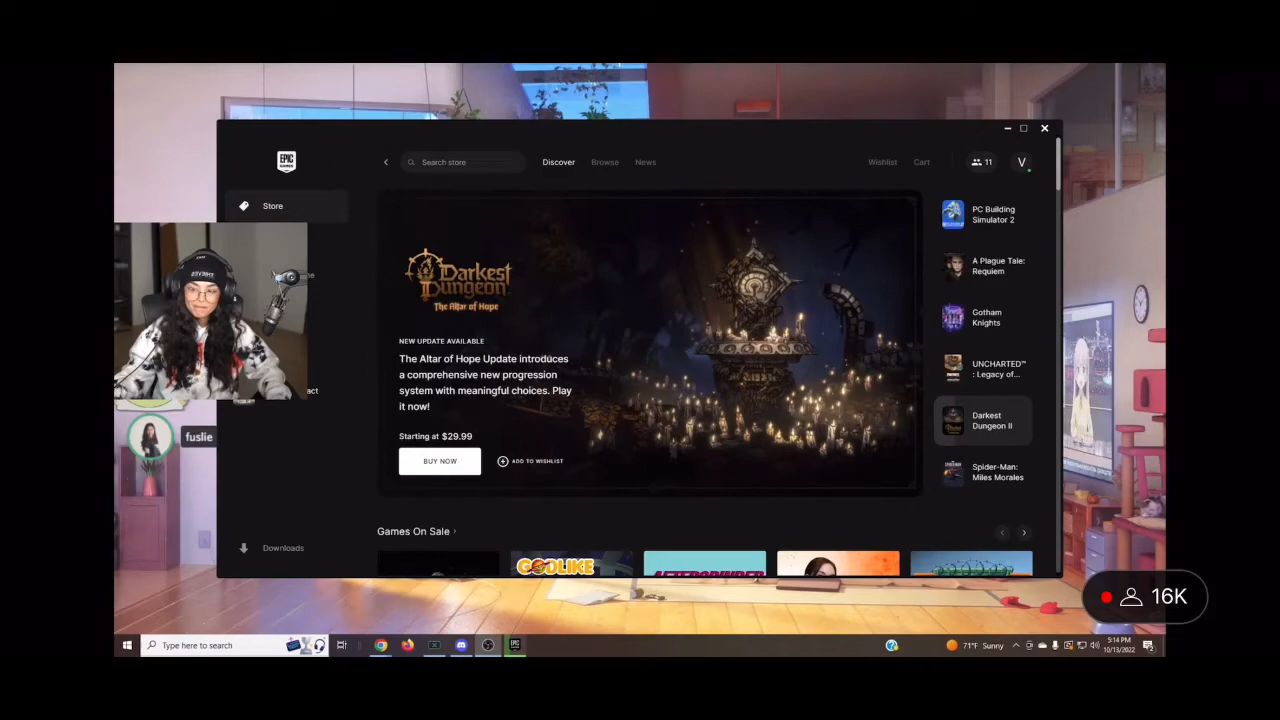 EPIC
GAMES
Search store
Discover
Browse
News
Wishlist
Cart
11
V
Store
Darkest
Dungeon
The Altar of Hope
NEW UPDATE AVAILABLE
The Altar of Hope Update introduces
a comprehensive new progression
system with meaningful choices. Play
it now!
Starting at $29.99
BUY NOW
ADD TO WISHLIST
PC Building
Simulator 2
A Plague Tale:
Requiem
Gotham
Knights
UNCHARTED™
: Legacy of...
Darkest
Dungeon II
Spider-Man:
Miles Morales
fuslie
Games On Sale
GODLIKE
Downloads
16K
Type here to search
EPIC
71°F Sunny
5:14 PM
10/13/2022